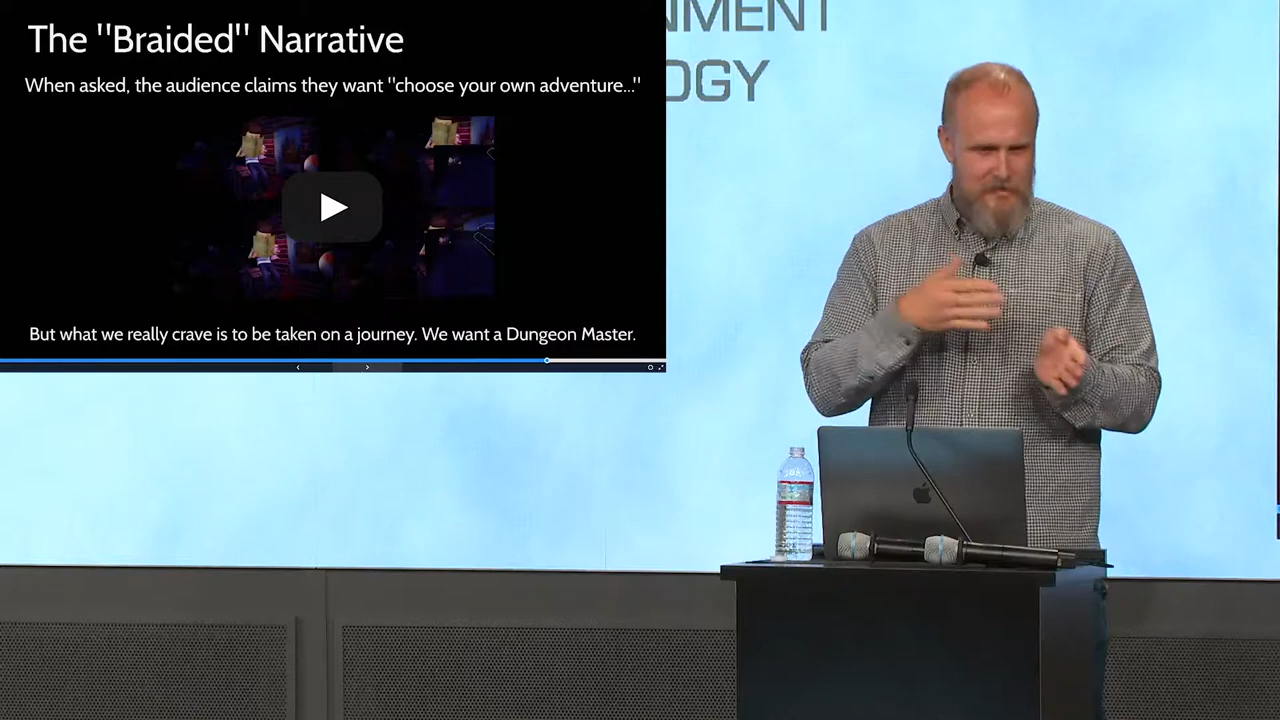 The "Braided" Narrative
When asked, the audience claims they want "choose your own adventure..."
But what we really crave is to be taken on a journey. We want a Dungeon Master.
NMENT
OGY